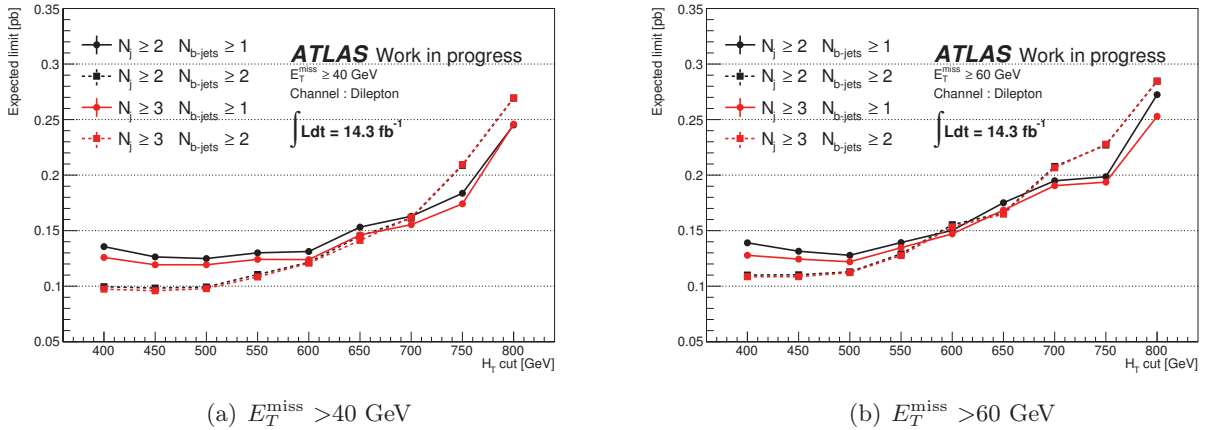 Expected limit [pb]
0.35
0.3
0.25
0.2
0.15
0.1
0.05
N_j ≥ 2 N_b-jets ≥ 1
N_j ≥ 2 N_b-jets ≥ 2
N_j ≥ 3 N_b-jets ≥ 1
N_j ≥ 3 N_b-jets ≥ 2
ATLAS Work in progress
E_T^miss ≥ 40 GeV
Channel : Dilepton
∫Ldt = 14.3 fb^-1
400 450 500 550 600 650 700 750 800
H_T cut [GeV]
(a) E_T^miss >40 GeV
Expected limit [pb]
0.35
0.3
0.25
0.2
0.15
0.1
0.05
N_j ≥ 2 N_b-jets ≥ 1
N_j ≥ 2 N_b-jets ≥ 2
N_j ≥ 3 N_b-jets ≥ 1
N_j ≥ 3 N_b-jets ≥ 2
ATLAS Work in progress
E_T^miss ≥ 60 GeV
Channel : Dilepton
∫Ldt = 14.3 fb^-1
400 450 500 550 600 650 700 750 800
H_T cut [GeV]
(b) E_T^miss >60 GeV